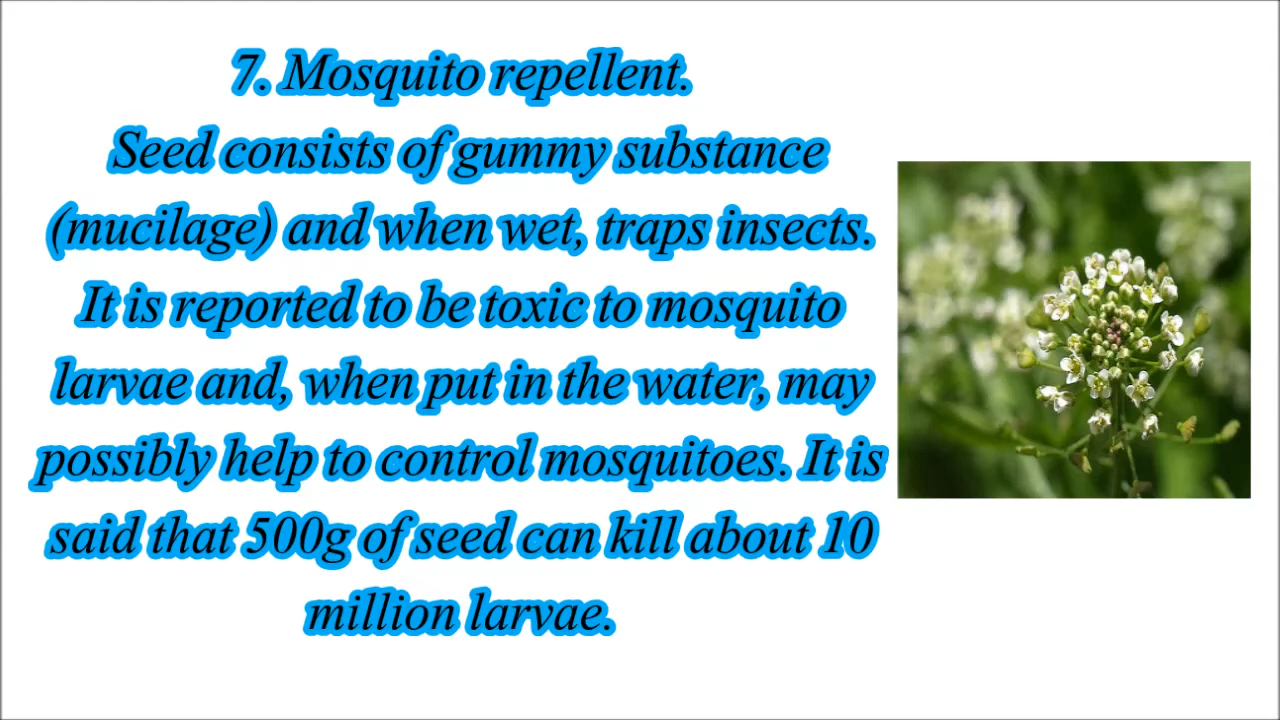 7. Mosquito repellent.
Seed consists of gummy substance
(mucilage) and when wet, traps insects.
It is reported to be toxic to mosquito
larvae and, when put in the water, may
possibly help to control mosquitoes. It is
said that 500g of seed can kill about 10
million larvae.